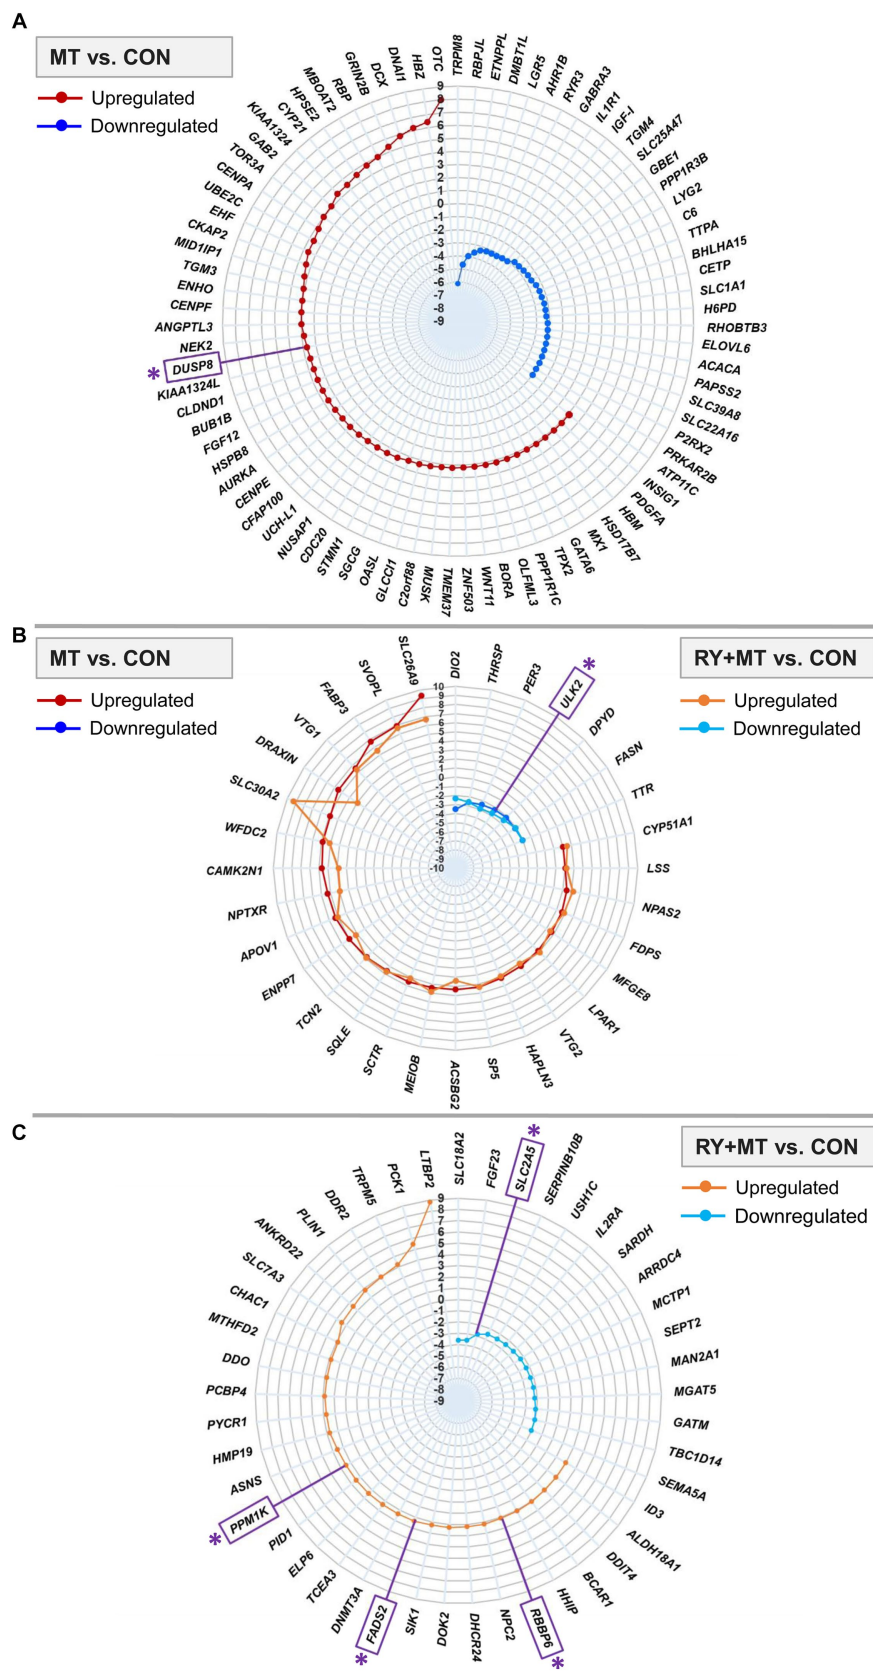 A
MT vs. CON
Upregulated
Downregulated
TRPM8
RBPJL
ETNPPL
DMBT1L
LGR5
AHR1B
RYR3
GABRA3
IL1R1
IGF-I
TGM4
SLC25A47
GBE1
PPP1R3B
LYG2
C6
TTPA
BHLHA15
CETP
SLC1A1
H6PD
RHOBTB3
ELOVL6
ACACA
PAPSS2
SLC39A8
SLC22A16
P2RX2
PRKAR2B
ATP11C
INSIG1
PDGFA
HBM
HSD17B7
MX1
GATA6
TPX2
PPP1R1C
OLFML3
BORA
WNT11
ZNF503
TMEM37
MUSK
C2orf88
GLCCI1
OASL
SGCG
STMN1
CDC20
NUSAP1
UCH-L1
CFAP100
CENPE
AURKA
HSPB8
FGF12
BUB1B
CLDND1
KIAA1324L
* DUSP8
NEK2
ANGPTL3
CENPF
ENHO
TGM3
MID1IP1
CKAP2
EHF
UBE2C
CENPA
TOR3A
GAB2
KIAA1324
CYP21
HPSE2
MBOAT2
RBP
GRIN2B
DCX
DNAI1
HBZ
OTC
9
8
7
6
5
4
3
2
1
0
-1
-2
-3
-4
-5
-6
-7
-8
-9
B
MT vs. CON
Upregulated
Downregulated
RY+MT vs. CON
Upregulated
Downregulated
DIO2
THRSP
PER3
* ULK2
DPYD
FASN
TTR
CYP51A1
LSS
NPAS2
FDPS
MFGE8
LPAR1
VTG2
HAPLN3
SP5
ACSBG2
MEIOB
SCTR
SQLE
TCN2
ENPP7
APOV1
NPTXR
CAMK2N1
WFDC2
SLC30A2
DRAXIN
VTG1
FABP3
SVOPL
SLC26A9
10
9
8
7
6
5
4
3
2
1
0
-1
-2
-3
-4
-5
-6
-7
-8
-9
-10
C
RY+MT vs. CON
Upregulated
Downregulated
SLC18A2
FGF23
* SLC2A5
SERPINB10B
USH1C
IL2RA
SARDH
ARRDC4
MCTP1
SEPT2
MAN2A1
MGAT5
GATM
TBC1D14
SEMA5A
ID3
ALDH18A1
DDIT4
BCAR1
HHIP
RBBP6 *
NPC2
DHCR24
DOK2
SIK1
FADS2 *
DNMT3A
TCEA3
ELP6
PID1
PPM1K *
ASNS
HMP19
PYCR1
PCBP4
DDO
MTHFD2
CHAC1
SLC7A3
ANKRD22
PLIN1
DDR2
TRPM5
PCK1
LTBP2
9
8
7
6
5
4
3
2
1
0
-1
-2
-3
-4
-5
-6
-7
-8
-9